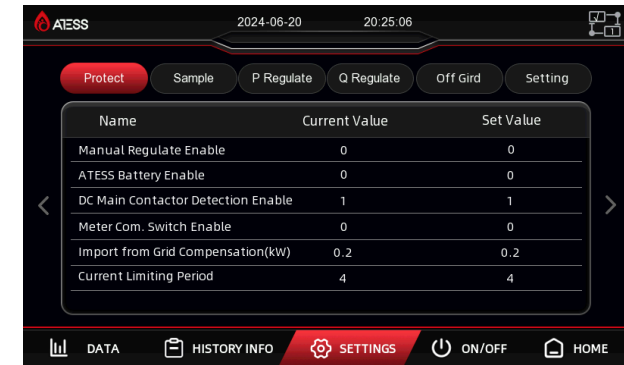 ATESS 2024-06-20 20:25:06
1
Protect Sample P Regulate Q Regulate Off Gird Setting
Name Current Value Set Value
Manual Regulate Enable 0 0
ATESS Battery Enable 0 0
DC Main Contactor Detection Enable 1 1
Meter Com. Switch Enable 0 0
Import from Grid Compensation(kW) 0.2 0.2
Current Limiting Period 4 4
DATA HISTORY INFO SETTINGS ON/OFF HOME